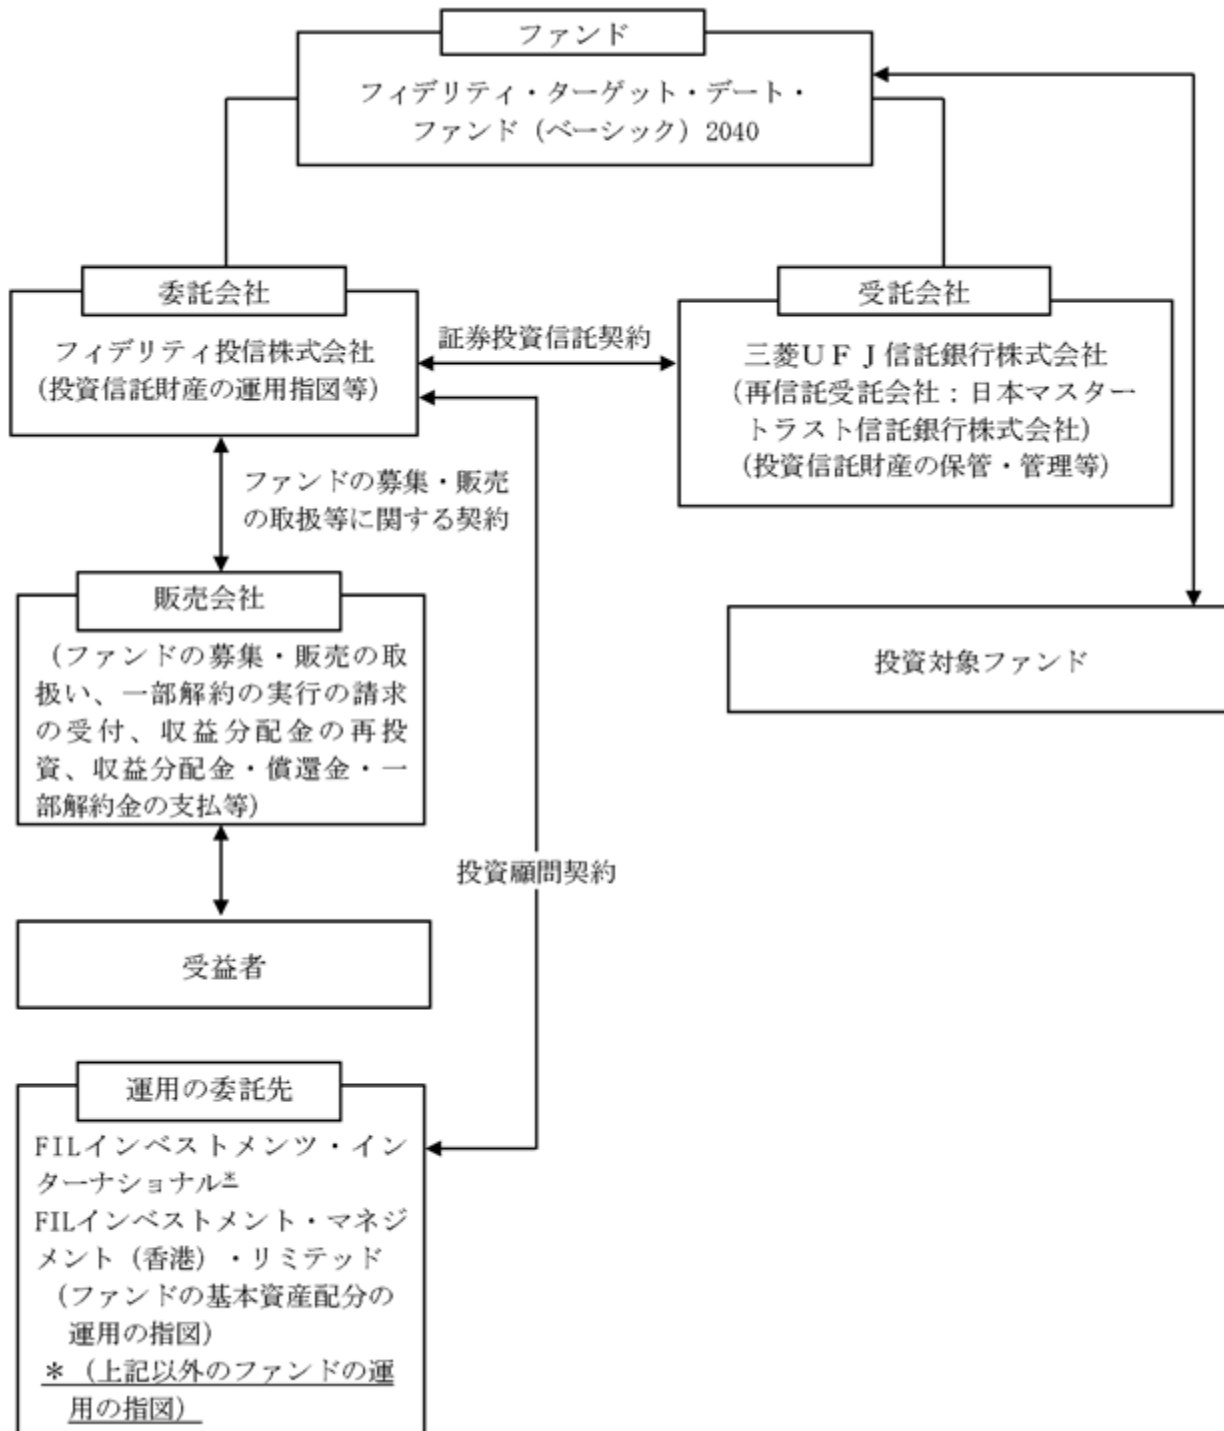 ファンド
フィデリティ・ターゲット・デート・
ファンド（ベーシック）2040
委託会社
フィデリティ投信株式会社
（投資信託財産の運用指図等）
証券投資信託契約
受託会社
三菱ＵＦＪ信託銀行株式会社
（再信託受託会社：日本マスター
トラスト信託銀行株式会社）
（投資信託財産の保管・管理等）
ファンドの募集・販売
の取扱等に関する契約
販売会社
（ファンドの募集・販売の取
扱い、一部解約の実行の請求
の受付、収益分配金の再投
資、収益分配金・償還金・一
部解約金の支払等）
投資対象ファンド
投資顧問契約
受益者
運用の委託先
FILインベストメンツ・イン
ターナショナル*
FILインベストメント・マネジ
メント（香港）・リミテッド
（ファンドの基本資産配分の
運用の指図）
＊（上記以外のファンドの運
用の指図）